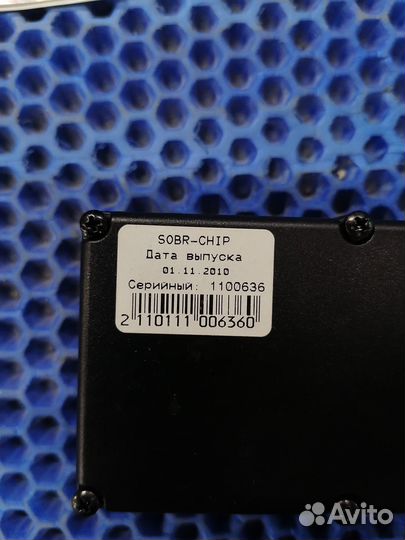 SOBR-CHIP
Дата выпуска
01.11.2010
Серийный: 1100636
2 110111 006360
Avito